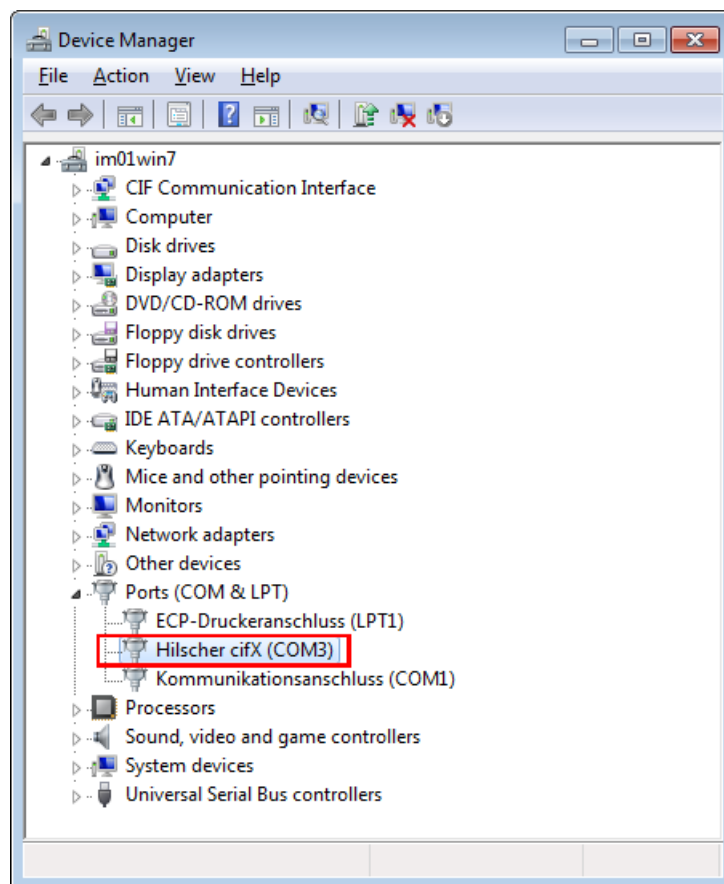 Device Manager
File Action View Help
im01win7
CIF Communication Interface
Computer
Disk drives
Display adapters
DVD/CD-ROM drives
Floppy disk drives
Floppy drive controllers
Human Interface Devices
IDE ATA/ATAPI controllers
Keyboards
Mice and other pointing devices
Monitors
Network adapters
Other devices
Ports (COM & LPT)
ECP-Druckeranschluss (LPT1)
Hilscher cifX (COM3)
Kommunikationsanschluss (COM1)
Processors
Sound, video and game controllers
System devices
Universal Serial Bus controllers